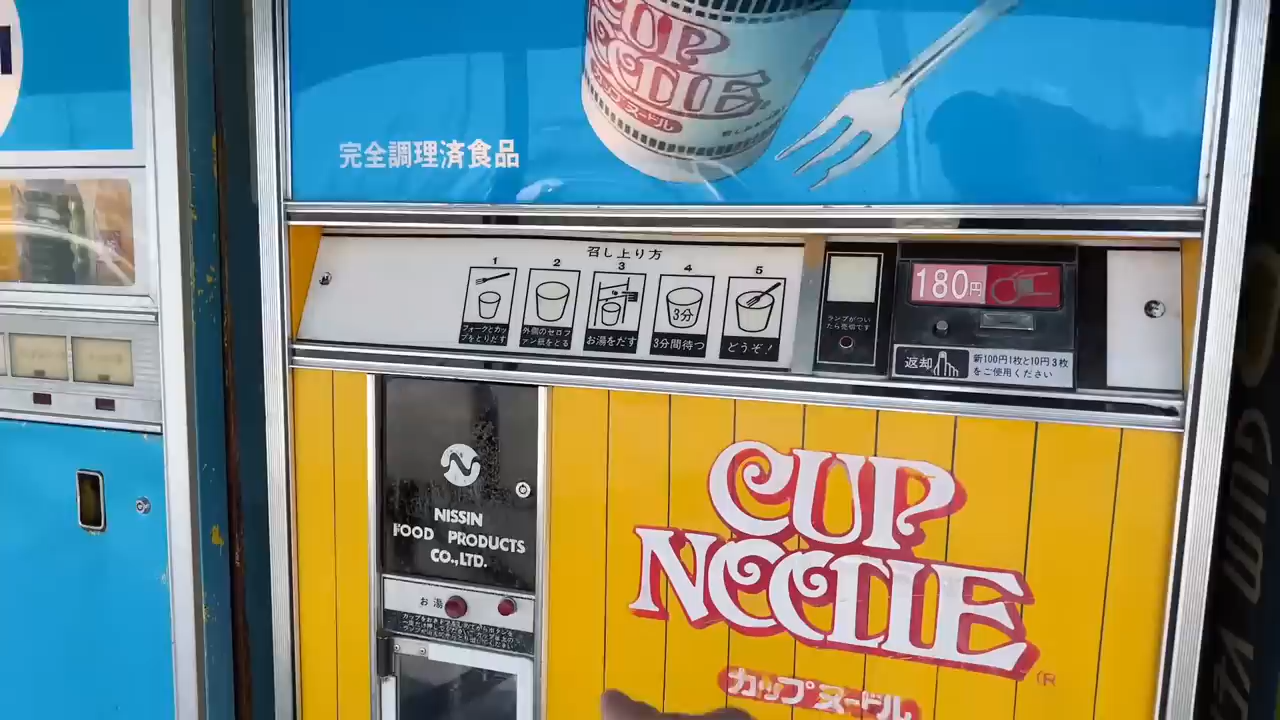 CUP
NOODLE
カップヌードル
完全調理済食品
召し上り方
1 2 3 4 5
フォークとカッ
プをとりだす
外側のセロフ
ァン紙をとる
お湯をだす
3分
3分間待つ
どうぞ!
ランプがつい
たら売切です
180円
返却
新100円1枚と10円3枚
をご使用ください
NISSIN
FOOD PRODUCTS
CO.,LTD.
お湯
CUP
NOODLE
カップヌードル
®